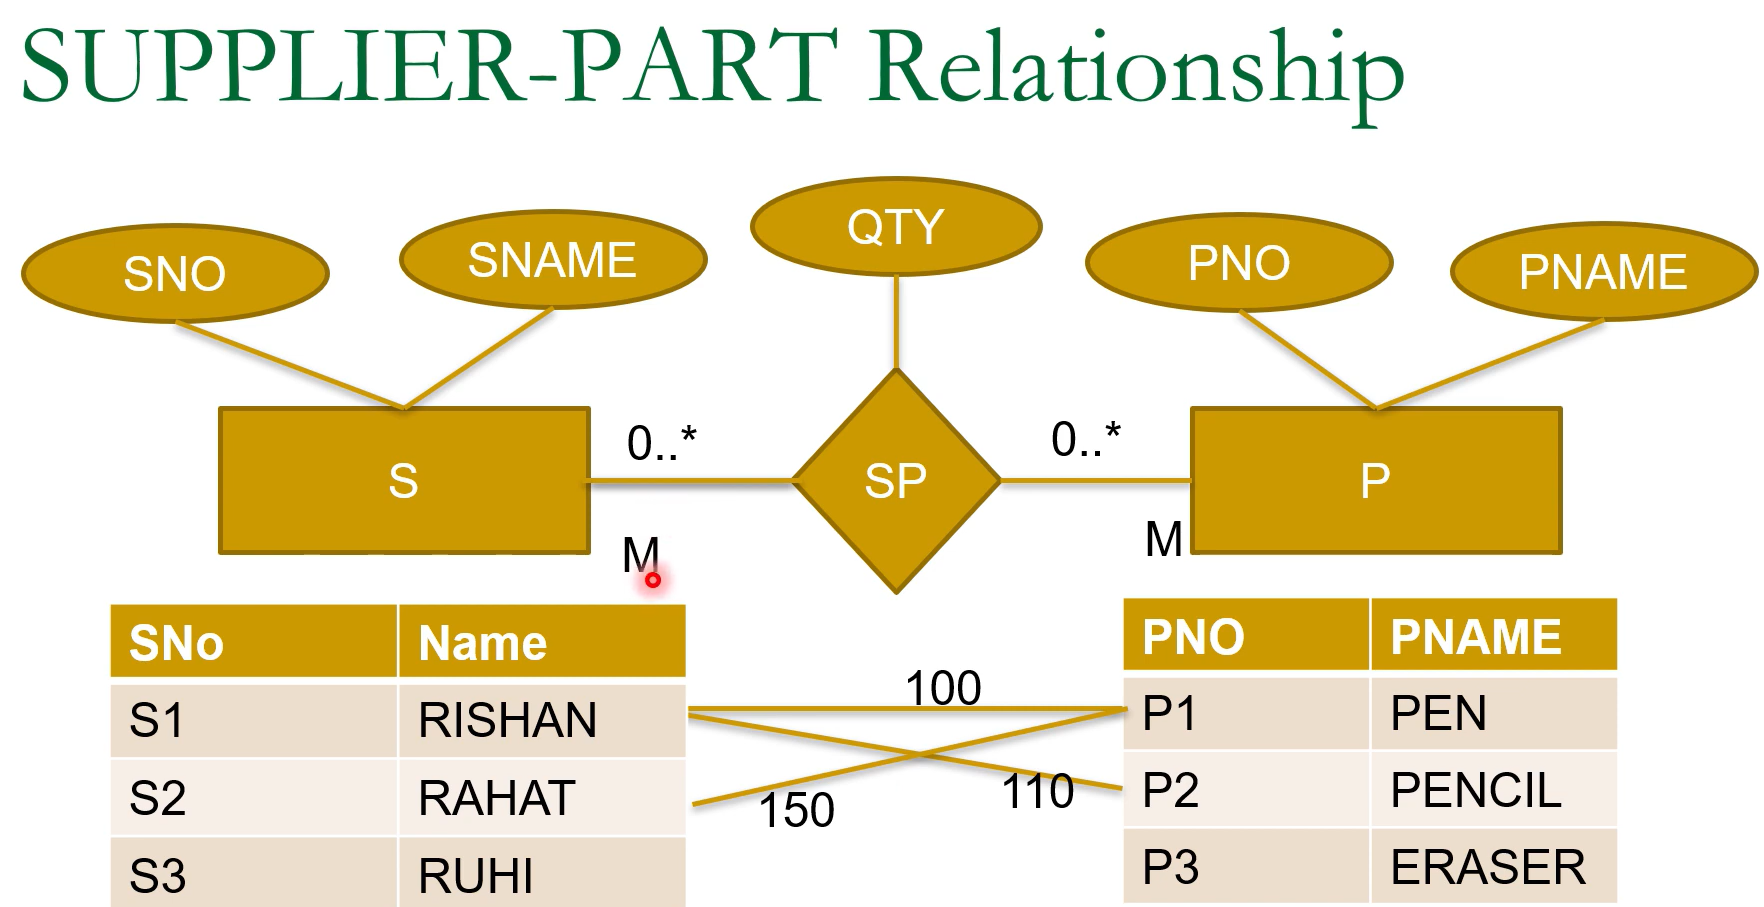 SUPPLIER-PART Relationship
SNO
SNAME
QTY
PNO
PNAME
S
0..*
SP
0..*
P
M
M
SNo Name
S1 RISHAN
S2 RAHAT
S3 RUHI
100
150
110
PNO PNAME
P1 PEN
P2 PENCIL
P3 ERASER